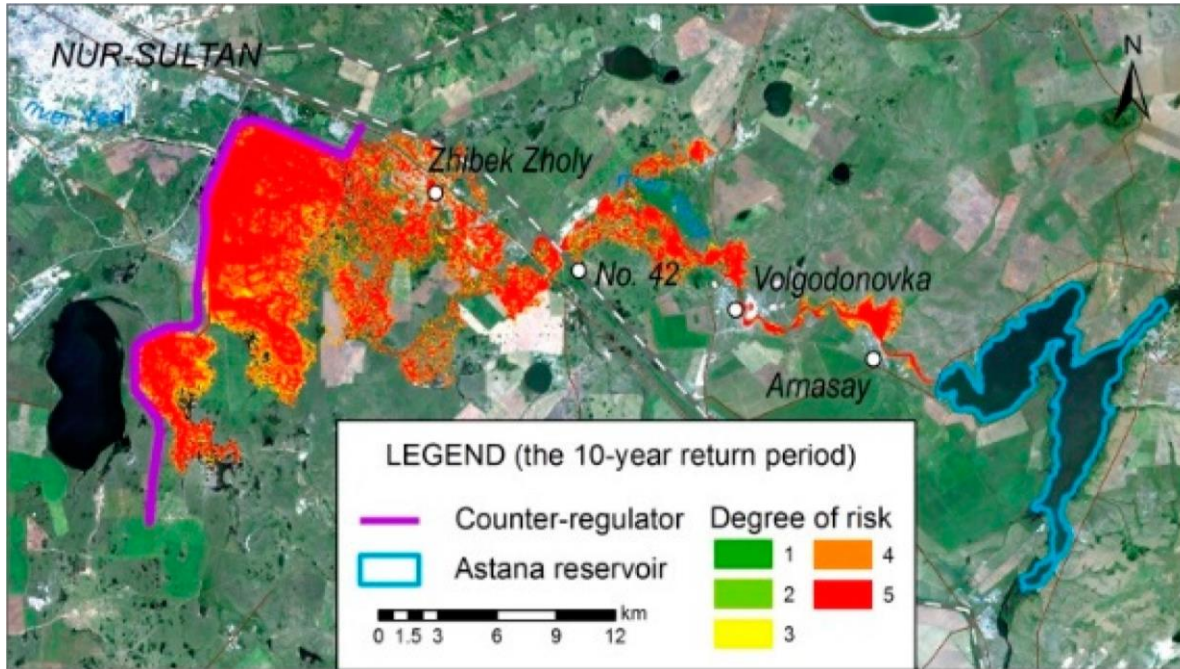 NUR-SULTAN
N
Zhibek Zholy
No. 42
Volgodonovka
Arnasay
LEGEND (the 10-year return period)
Counter-regulator
Astana reservoir
km
0 1.5 3 6 9 12
Degree of risk
1 4
2 5
3